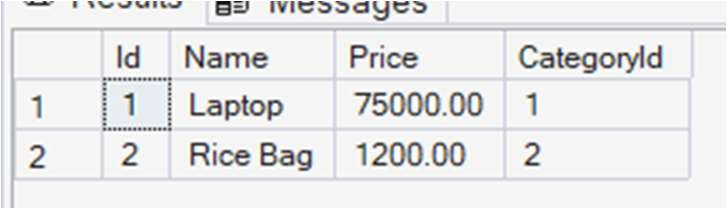 Results Messages
Id Name Price CategoryId
1 1 Laptop 75000.00 1
2 2 Rice Bag 1200.00 2